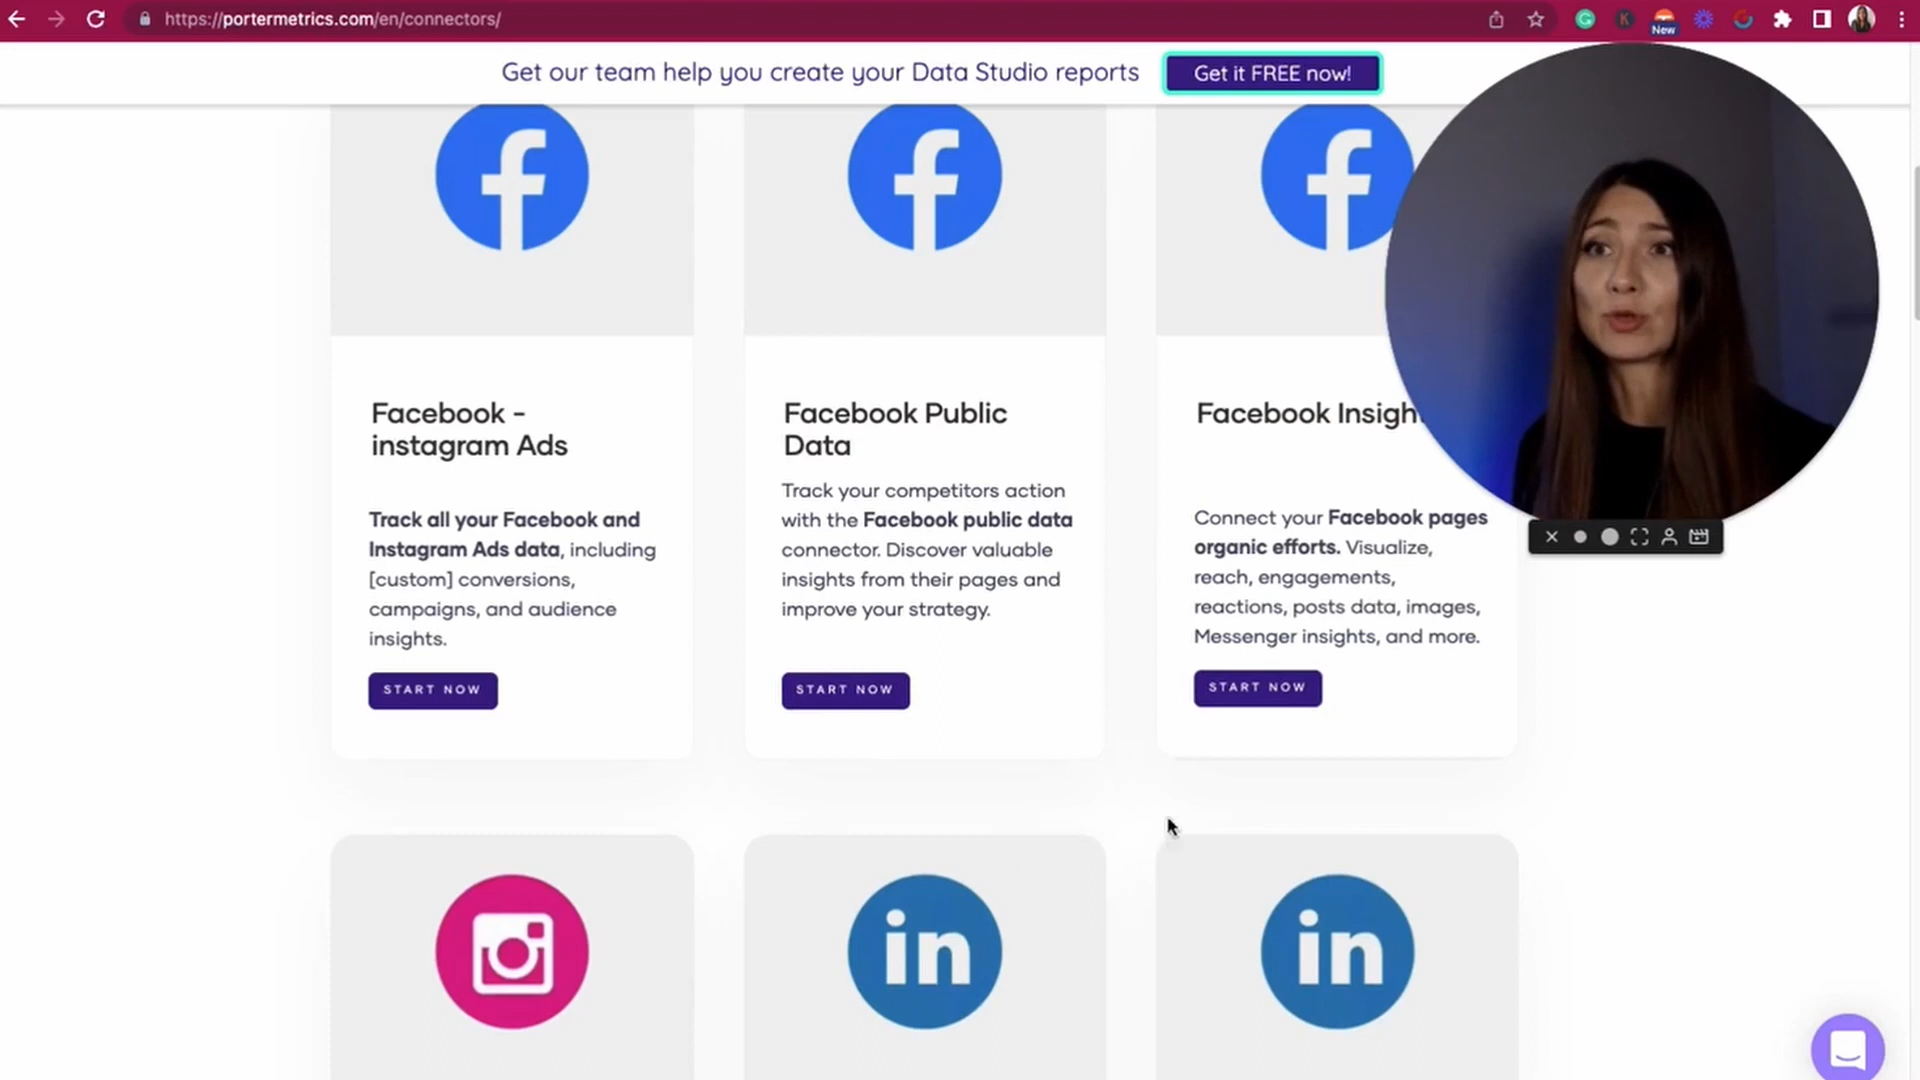 https://portermetrics.com/en/connectors/
New
Get our team help you create your Data Studio reports
Get it FREE now!
Facebook -
instagram Ads
Track all your Facebook and
Instagram Ads data, including
[custom] conversions,
campaigns, and audience
insights.
START NOW
Facebook Public
Data
Track your competitors action
with the Facebook public data
connector. Discover valuable
insights from their pages and
improve your strategy.
START NOW
Facebook Insigh
Connect your Facebook pages
organic efforts. Visualize,
reach, engagements,
reactions, posts data, images,
Messenger insights, and more.
START NOW
in
in